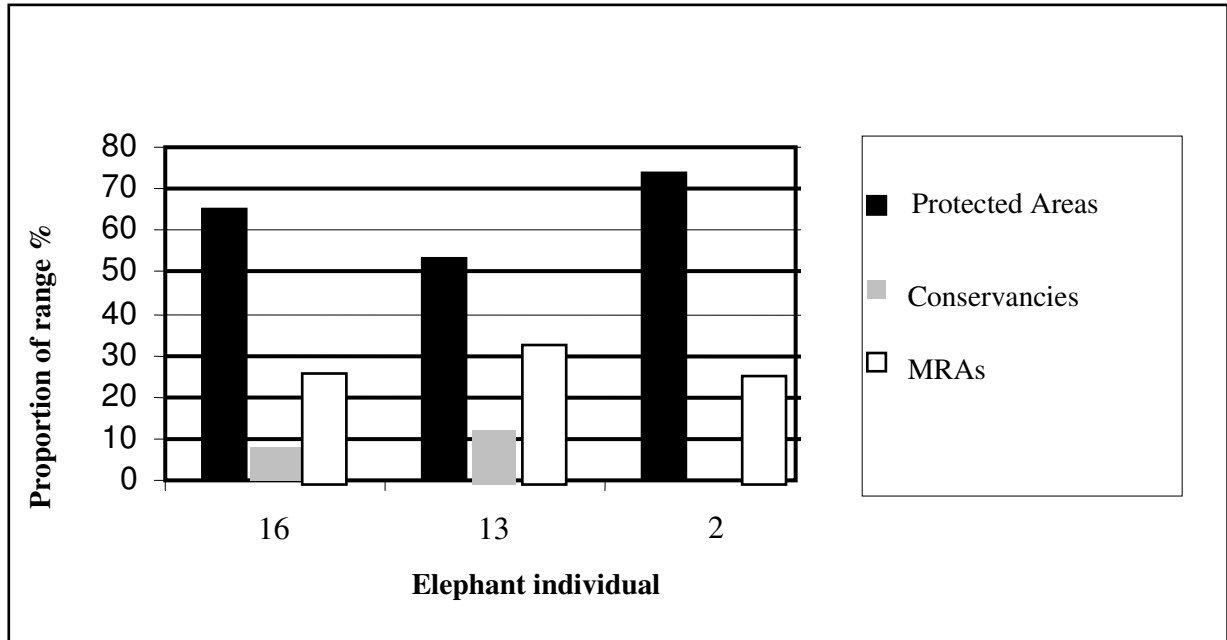 Proportion of range %
80
70
60
50
40
30
20
10
0
16 13 2
Elephant individual
Protected Areas
Conservancies
MRAs